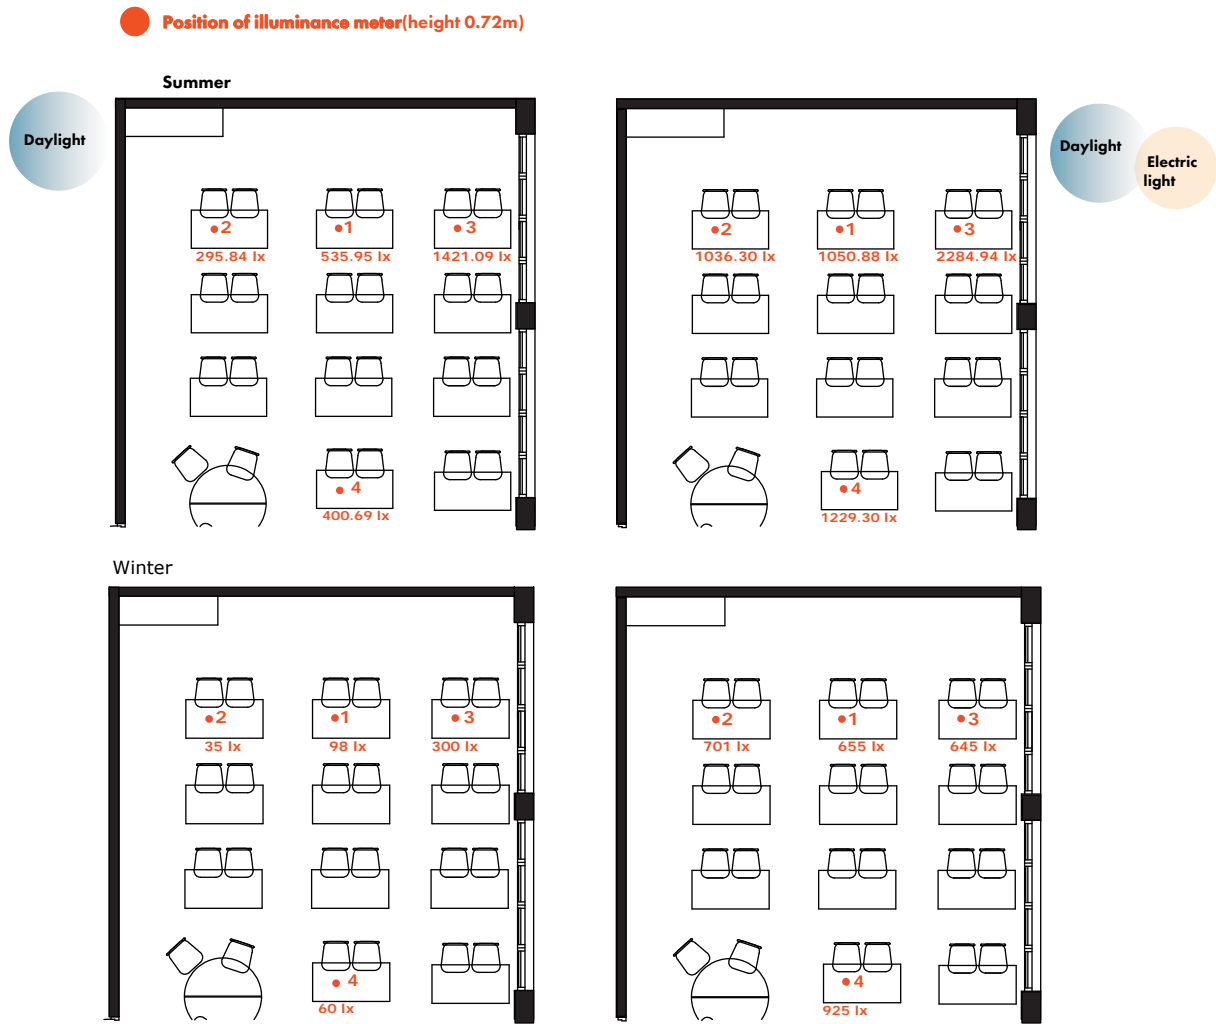 Position of illuminance meter(height 0.72m)
Summer
Daylight
2
1
3
295.84 lx
535.95 lx
1421.09 lx
4
400.69 lx
Daylight
Electric
light
2
1
3
1036.30 lx
1050.88 lx
2284.94 lx
4
1229.30 lx
Winter
2
1
3
35 lx
98 lx
300 lx
4
60 lx
2
1
3
701 lx
655 lx
645 lx
4
925 lx